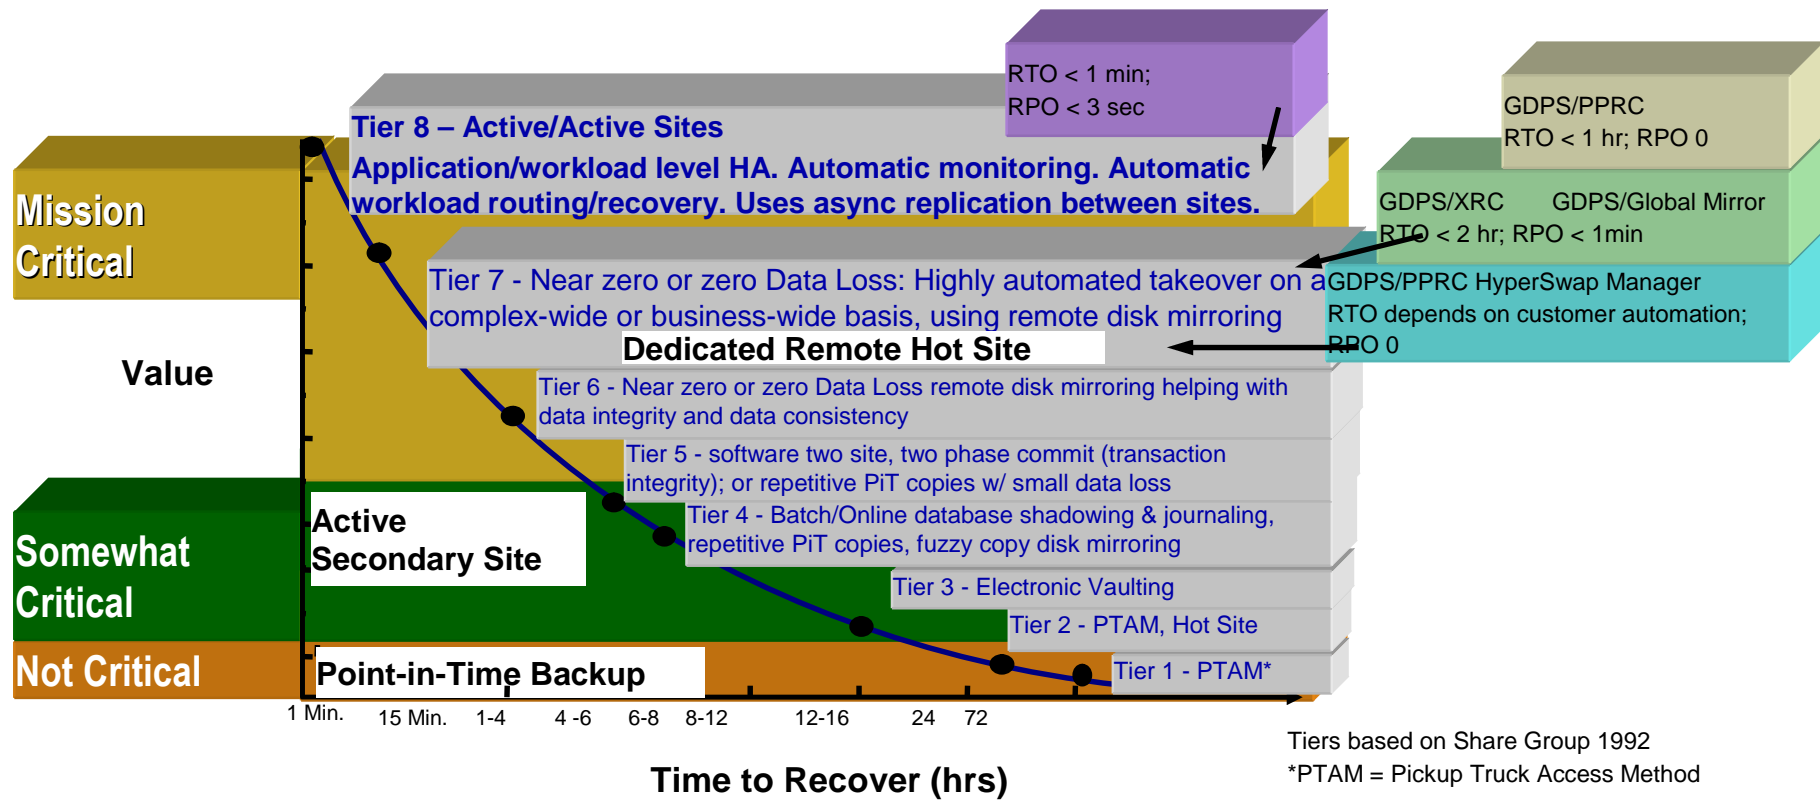 RTO < 1 min;
RPO < 3 sec
GDPS/PPRC
RTO < 1 hr; RPO 0
Tier 8 – Active/Active Sites
Application/workload level HA. Automatic monitoring. Automatic
workload routing/recovery. Uses async replication between sites.
GDPS/XRC GDPS/Global Mirror
RTO < 2 hr; RPO < 1min
Mission
Critical
Tier 7 - Near zero or zero Data Loss: Highly automated takeover on a
complex-wide or business-wide basis, using remote disk mirroring
Dedicated Remote Hot Site
GDPS/PPRC HyperSwap Manager
RTO depends on customer automation;
RPO 0
Value
Tier 6 - Near zero or zero Data Loss remote disk mirroring helping with
data integrity and data consistency
Tier 5 - software two site, two phase commit (transaction
integrity); or repetitive PiT copies w/ small data loss
Active
Secondary Site
Tier 4 - Batch/Online database shadowing & journaling,
repetitive PiT copies, fuzzy copy disk mirroring
Somewhat
Critical
Tier 3 - Electronic Vaulting
Tier 2 - PTAM, Hot Site
Not Critical
Point-in-Time Backup
Tier 1 - PTAM*
1 Min. 15 Min. 1-4 4 -6 6-8 8-12 12-16 24 72
Time to Recover (hrs)
Tiers based on Share Group 1992
*PTAM = Pickup Truck Access Method